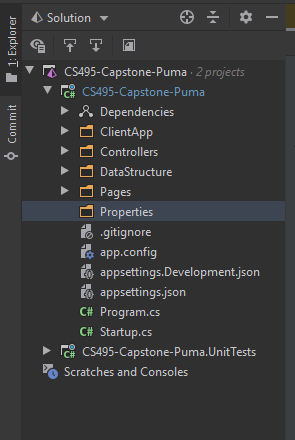 Solution
1: Explorer
Commit
CS495-Capstone-Puma · 2 projects
CS495-Capstone-Puma
Dependencies
ClientApp
Controllers
DataStructure
Pages
Properties
.gitignore
app.config
appsettings.Development.json
appsettings.json
C# Program.cs
C# Startup.cs
CS495-Capstone-Puma.UnitTests
Scratches and Consoles